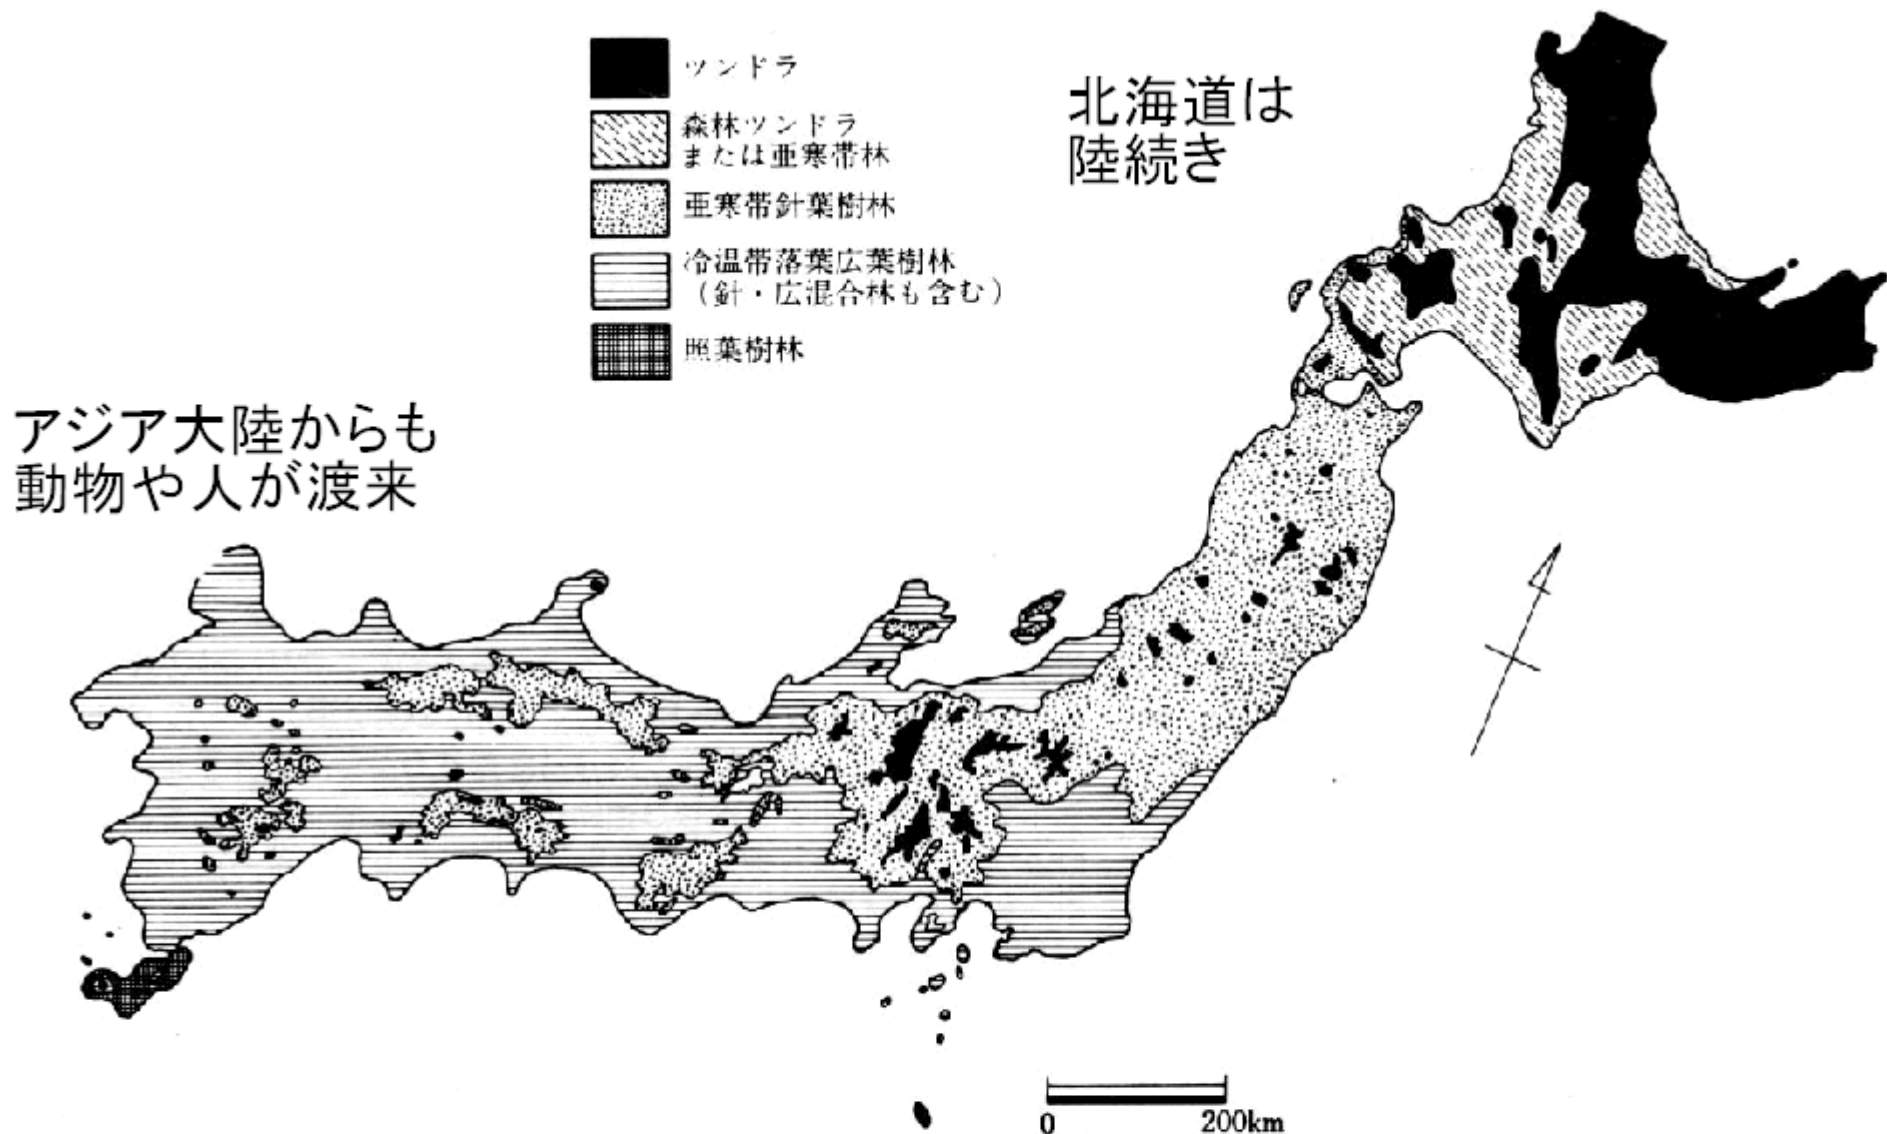 ツンドラ
森林ツンドラ
または亜寒帯林
亜寒帯針葉樹林
冷温帯落葉広葉樹林
(針・広混合林も含む)
照葉樹林
北海道は
陸続き
アジア大陸からも
動物や人が渡来
0 200km